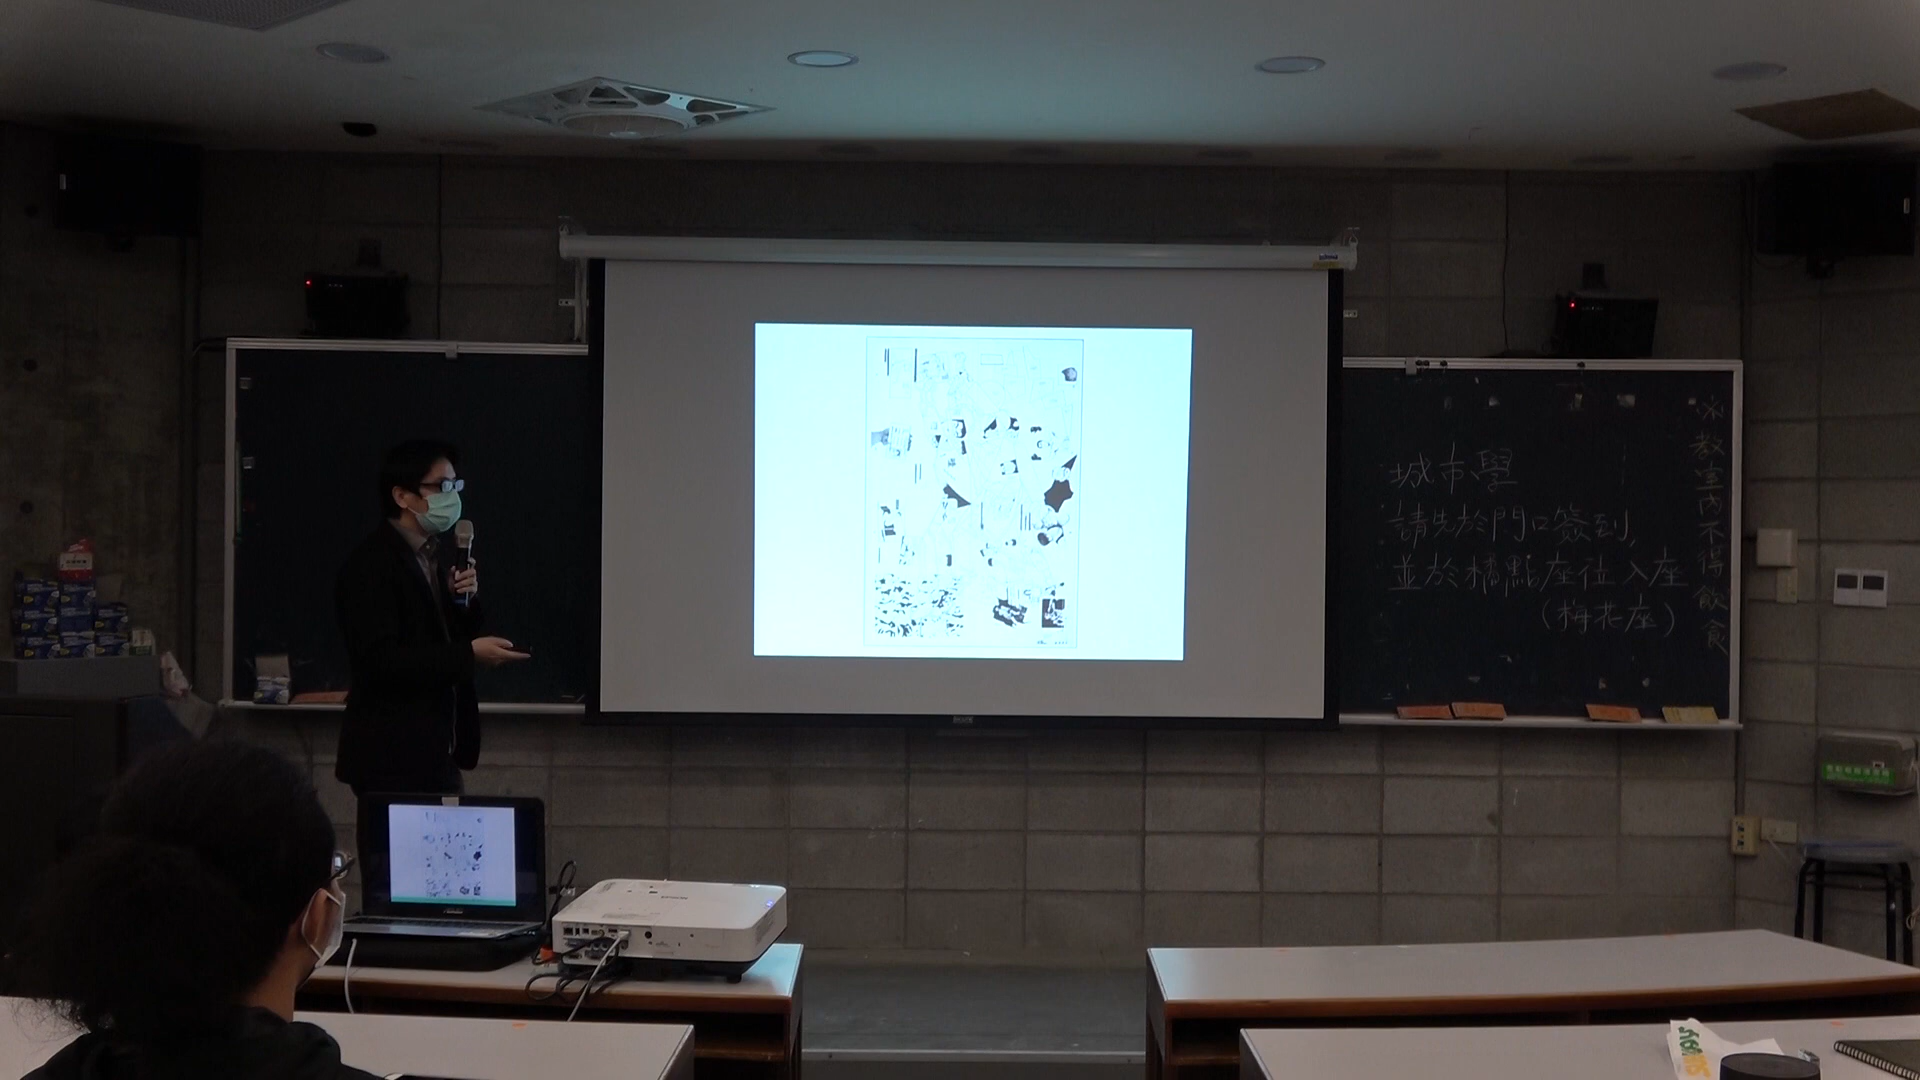 城市學
請先於門口簽到,
並於橘點座位入座
(梅花座)
※教室內不得飲食